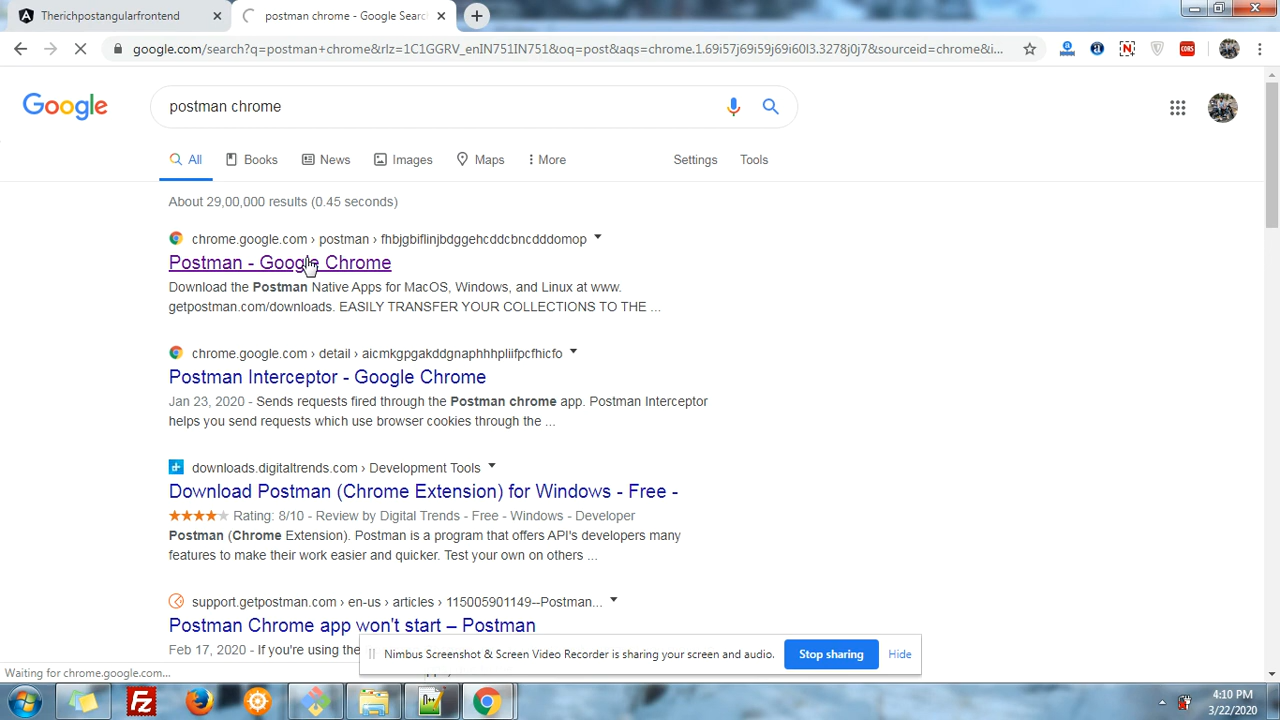 Therichpostangularfrontend
postman chrome - Google Sear
google.com/search?q=postman+chrome&rlz=1C1GGRV_enIN751IN751&oq=post&aqs=chrome.1.69i57j69i59j69i60l3.3278j0j7&sourceid=chrome&i...
CORS
Google
postman chrome
All
Books
News
Images
Maps
More
Settings
Tools
About 29,00,000 results (0.45 seconds)
chrome.google.com › postman › fhbjgbiflinjbdggehcddcbncdddomop
Postman - Google Chrome
Download the Postman Native Apps for MacOS, Windows, and Linux at www.
getpostman.com/downloads. EASILY TRANSFER YOUR COLLECTIONS TO THE ...
chrome.google.com › detail › aicmkgpgakddgnaphhhpliifpcfhicfo
Postman Interceptor - Google Chrome
Jan 23, 2020 - Sends requests fired through the Postman chrome app. Postman Interceptor
helps you send requests which use browser cookies through the ...
downloads.digitaltrends.com › Development Tools
Download Postman (Chrome Extension) for Windows - Free -
Rating: 8/10 - Review by Digital Trends - Free - Windows - Developer
Postman (Chrome Extension). Postman is a program that offers API's developers many
features to make their work easier and quicker. Test your own on others ...
support.getpostman.com › en-us › articles › 115005901149--Postman...
Postman Chrome app won't start – Postman
Feb 17, 2020 - If you're using the
Nimbus Screenshot & Screen Video Recorder is sharing your screen and audio.
Stop sharing
Hide
Waiting for chrome.google.com...
4:10 PM
3/22/2020